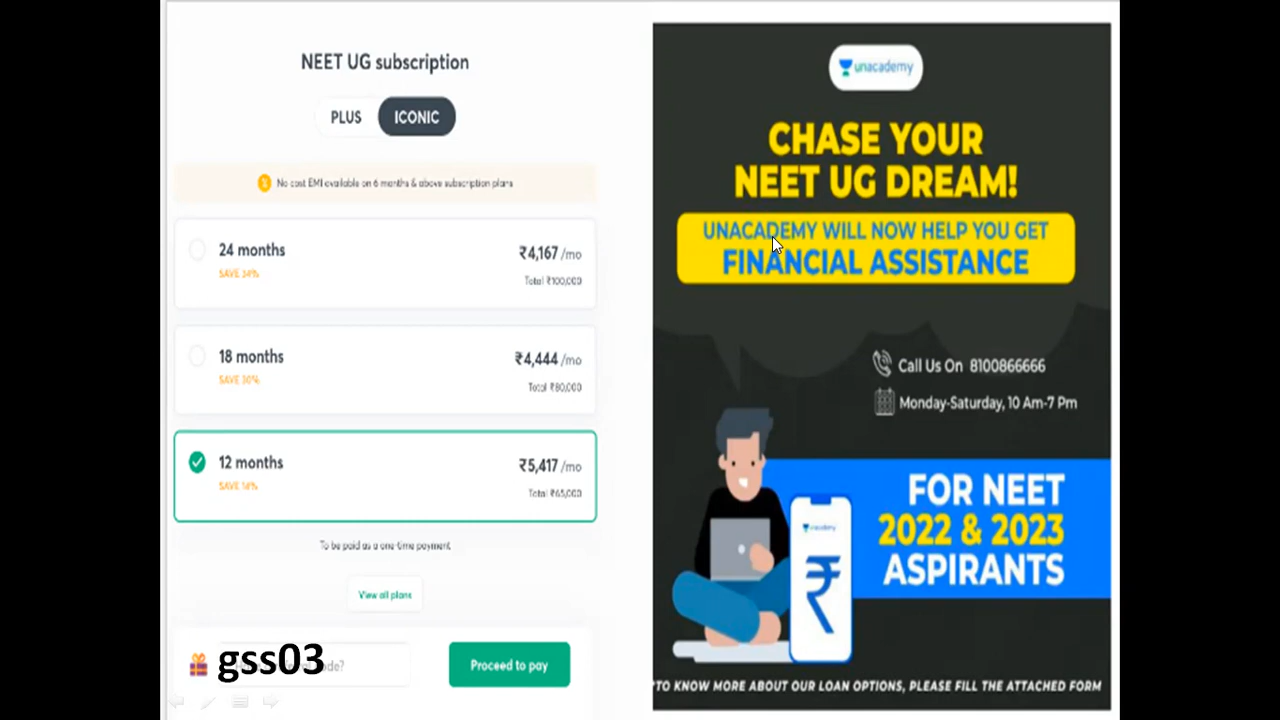 NEET UG subscription
PLUS
ICONIC
No cost EMI available on 6 months & above subscription plans
24 months
₹4,167 /mo
SAVE 34%
Total ₹100,000
18 months
₹4,444 /mo
SAVE 30%
Total ₹80,000
12 months
₹5,417 /mo
SAVE 14%
Total ₹65,000
To be paid as a one-time payment
View all plans
gss03
de?
Proceed to pay
unacademy
CHASE YOUR
NEET UG DREAM!
UNACADEMY WILL NOW HELP YOU GET
FINANCIAL ASSISTANCE
Call Us On 8100866666
Monday-Saturday, 10 Am-7 Pm
FOR NEET
2022 & 2023
ASPIRANTS
unacademy
₹
*TO KNOW MORE ABOUT OUR LOAN OPTIONS, PLEASE FILL THE ATTACHED FORM